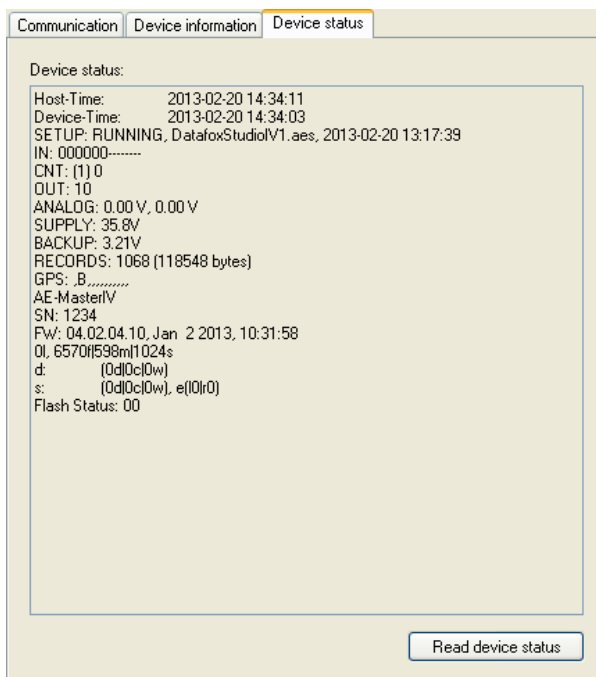 Communication Device information Device status
Device status:
Host-Time: 2013-02-20 14:34:11
Device-Time: 2013-02-20 14:34:03
SETUP: RUNNING, DatafoxStudioIV1.aes, 2013-02-20 13:17:39
IN: 000000--------
CNT: (1) 0
OUT: 10
ANALOG: 0.00 V, 0.00 V
SUPPLY: 35.8V
BACKUP: 3.21V
RECORDS: 1068 (118548 bytes)
GPS: ,B,,,,,,,,,,
AE-MasterIV
SN: 1234
FW: 04.02.04.10, Jan  2 2013, 10:31:58
0l, 6570f|598m|1024s
d: (0d|0c|0w)
s: (0d|0c|0w), e(l0|r0)
Flash Status: 00
Read device status